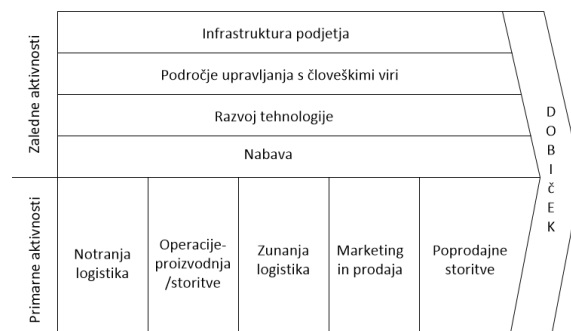 Zaledne aktivnosti
Infrastruktura podjetja
Področje upravljanja s človeškimi viri
Razvoj tehnologije
Nabava
Primarne aktivnosti
Notranja
logistika
Operacije-
proizvodnja
/storitve
Zunanja
logistika
Marketing
in prodaja
Poprodajne
storitve
D
O
B
I
č
E
K